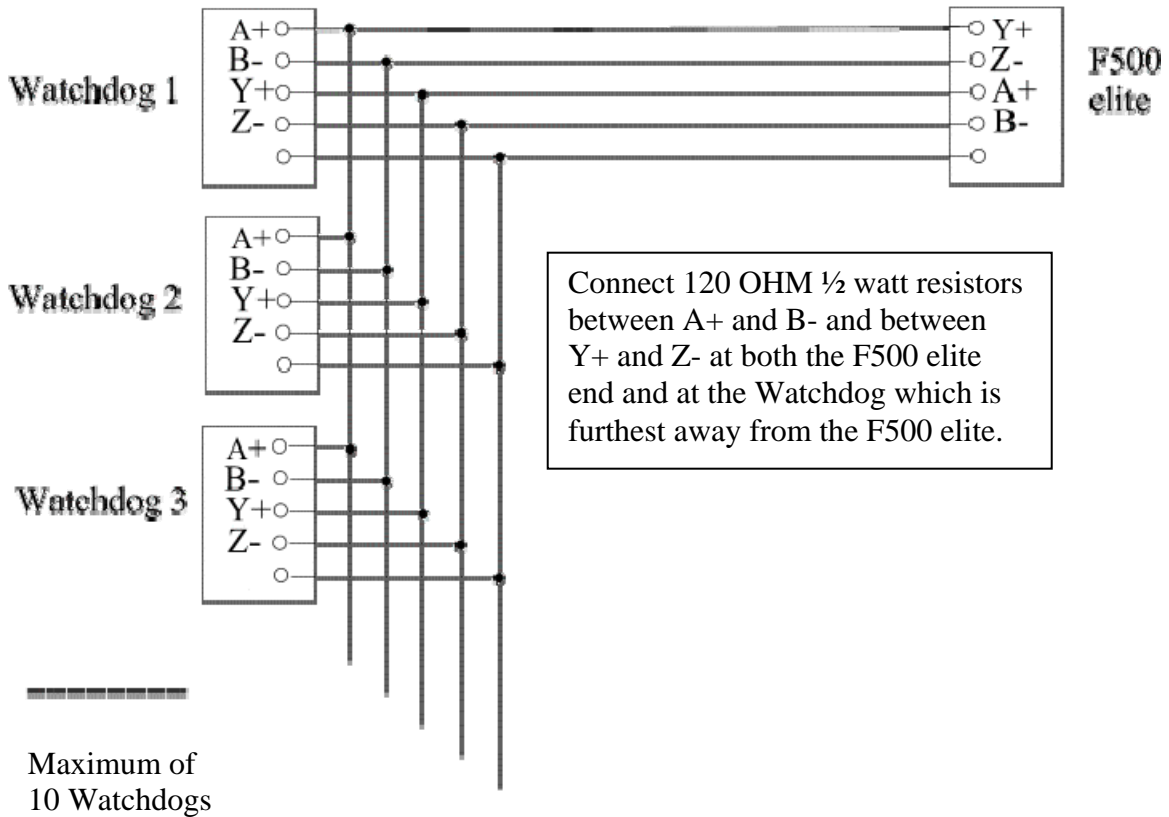 Watchdog 1
A+
B-
Y+
Z-
Y+
Z-
A+
B-
F500
elite
Watchdog 2
A+
B-
Y+
Z-
Connect 120 OHM ½ watt resistors
between A+ and B- and between
Y+ and Z- at both the F500 elite
end and at the Watchdog which is
furthest away from the F500 elite.
Watchdog 3
A+
B-
Y+
Z-
Maximum of
10 Watchdogs